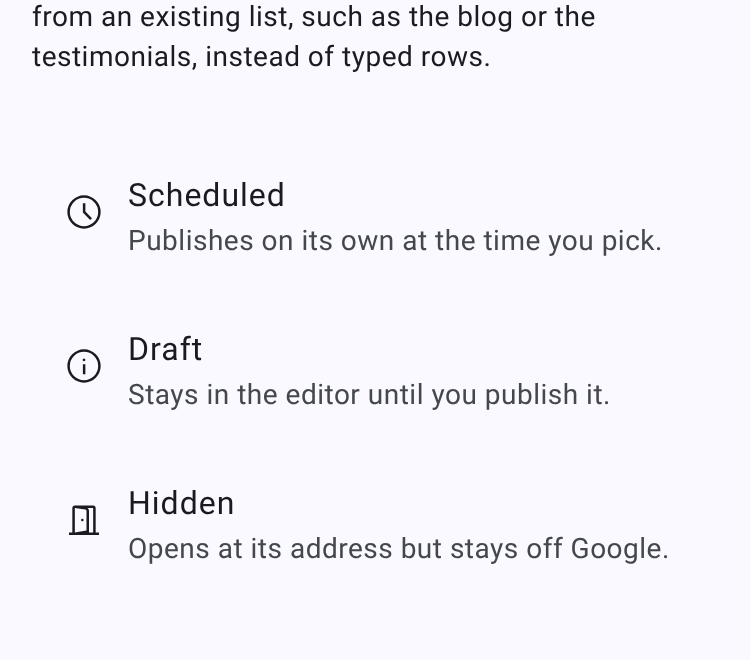 from an existing list, such as the blog or the
testimonials, instead of typed rows.
Scheduled
Publishes on its own at the time you pick.
Draft
Stays in the editor until you publish it.
Hidden
Opens at its address but stays off Google.